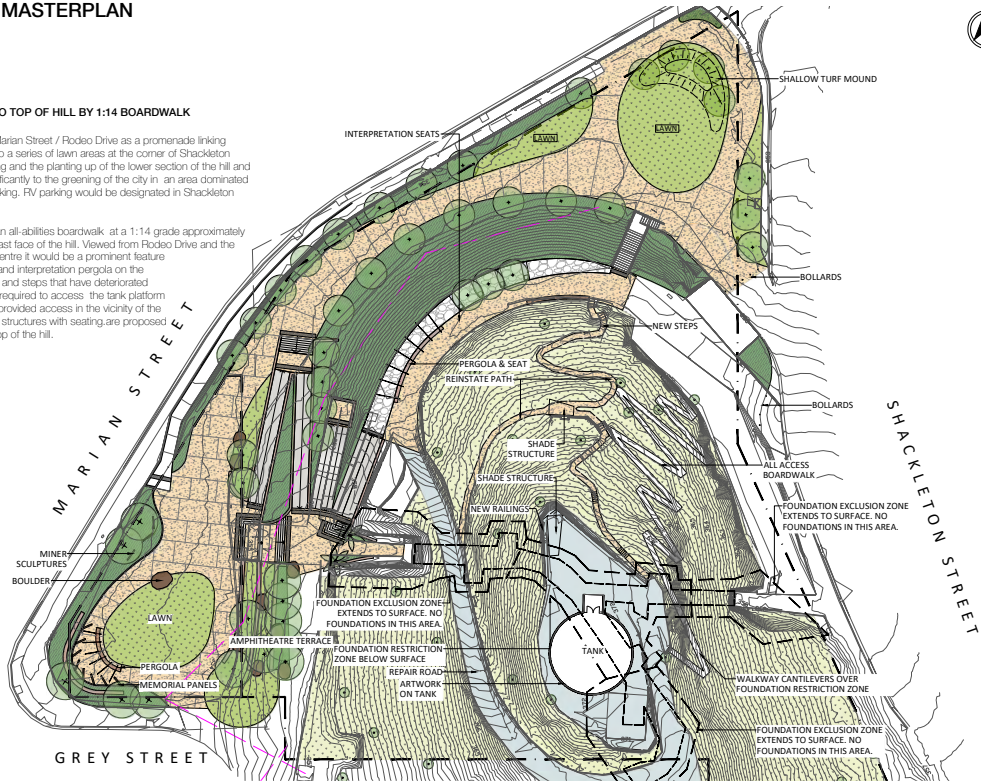 MASTERPLAN
O TOP OF HILL BY 1:14 BOARDWALK
Marian Street / Rodeo Drive as a promenade linking
o a series of lawn areas at the corner of Shackleton
g and the planting up of the lower section of the hill and
ficantly to the greening of the city in an area dominated
king. RV parking would be designated in Shackleton
n all-abilities boardwalk at a 1:14 grade approximately
ast face of the hill. Viewed from Rodeo Drive and the
entre it would be a prominent feature
and interpretation pergola on the
and steps that have deteriorated
required to access the tank platform
provided access in the vicinity of the
structures with seating.are proposed
op of the hill.
SHALLOW TURF MOUND
INTERPRETATION SEATS
LAWN
LAWN
BOLLARDS
NEW STEPS
PERGOLA & SEAT
REINSTATE PATH
BOLLARDS
MARIAN STREET
SHACKLETON STREET
SHADE
STRUCTURE
ALL ACCESS
BOARDWALK
SHADE STRUCTURE
NEW RAILINGS
FOUNDATION EXCLUSION ZONE
EXTENDS TO SURFACE. NO
FOUNDATIONS IN THIS AREA.
MINER
SCULPTURES
BOULDER
LAWN
FOUNDATION EXCLUSION ZONE
EXTENDS TO SURFACE. NO
FOUNDATIONS IN THIS AREA.
AMPHITHEATRE TERRACE
FOUNDATION RESTRICTION
ZONE BELOW SURFACE
TANK
REPAIR ROAD
ARTWORK
ON TANK
PERGOLA
MEMORIAL PANELS
WALKWAY CANTILEVERS OVER
FOUNDATION RESTRICTION ZONE
FOUNDATION EXCLUSION ZONE
EXTENDS TO SURFACE. NO
FOUNDATIONS IN THIS AREA.
GREY STREET